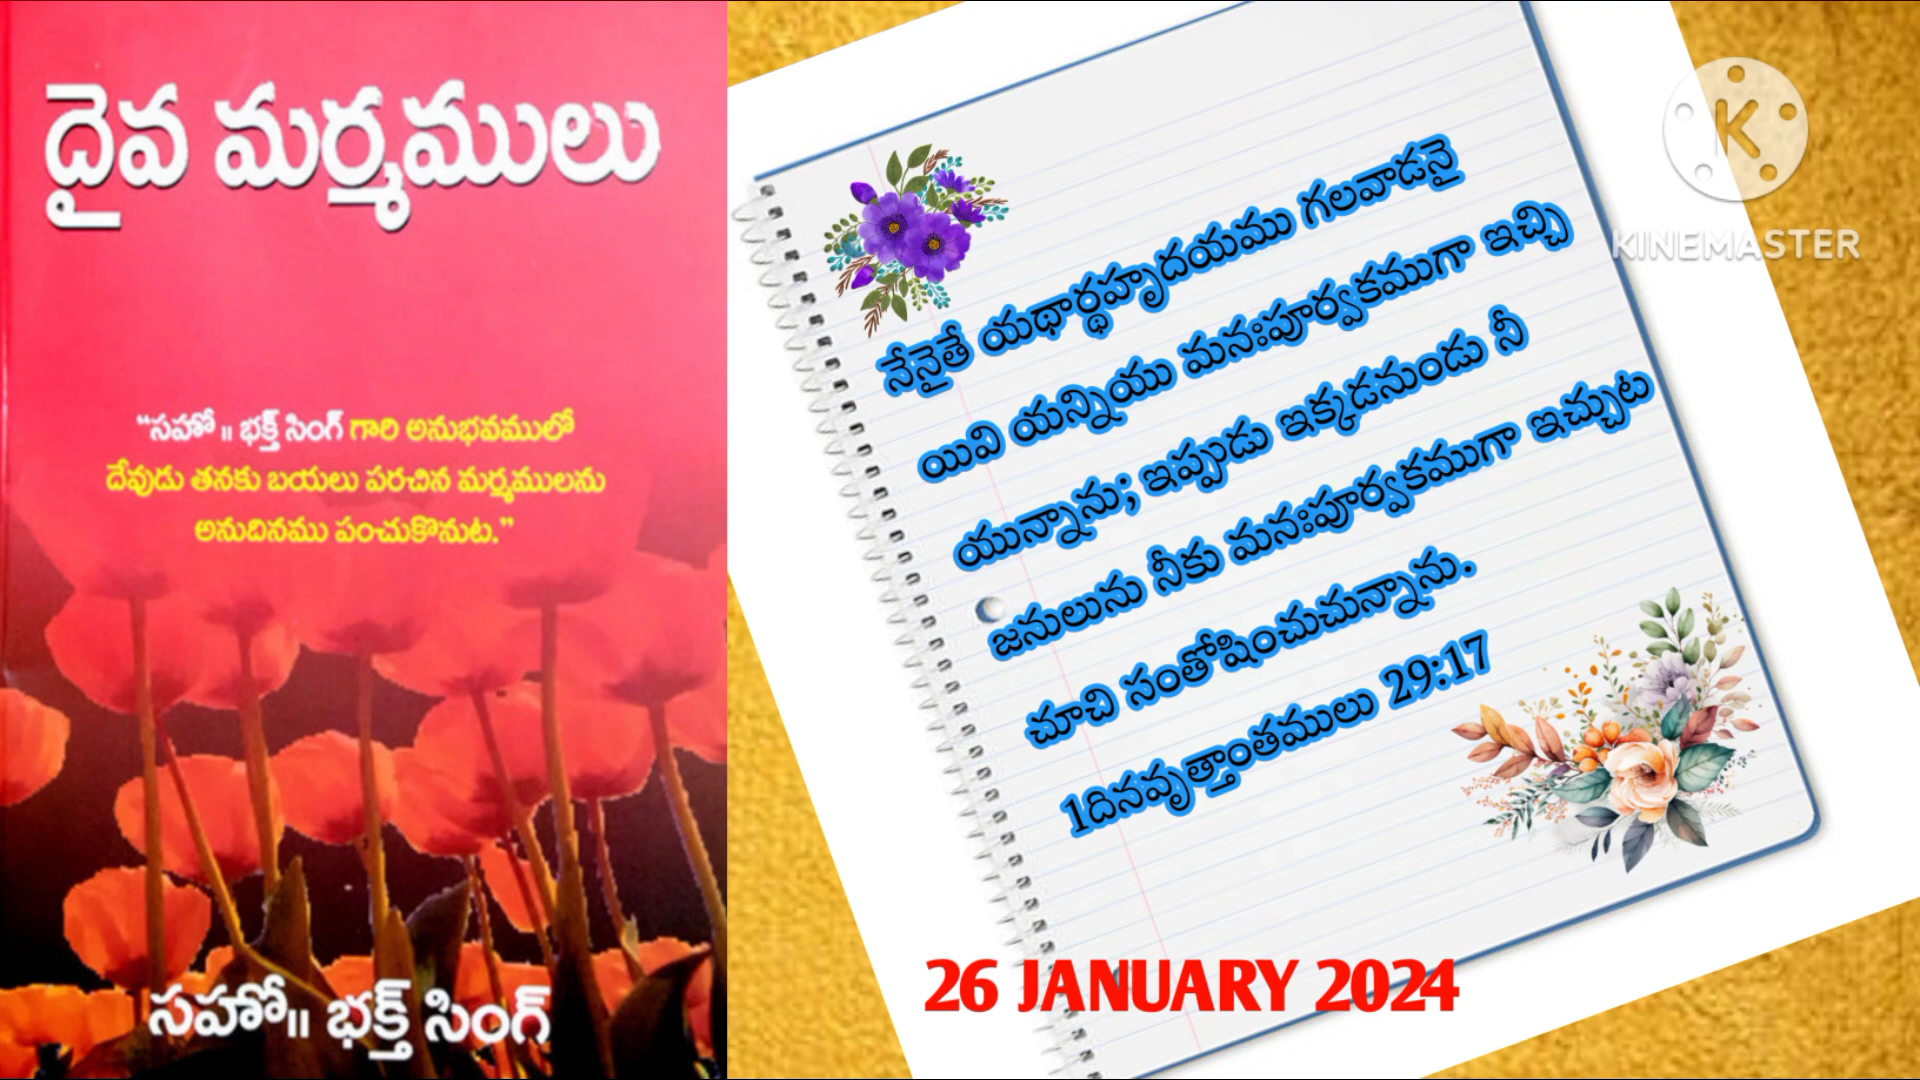 దైవ మర్మములు
"సహో॥ భక్త్ సింగ్ గారి అనుభవములో
దేవుడు తనకు బయలు పరచిన మర్మములను
అనుదినము పంచుకొనుట."
సహో॥ భక్త్ సింగ్
నేనైతే యథార్థహృదయము గలవాడనై
యివి యన్నియు మనఃపూర్వకముగా ఇచ్చి
యున్నాను; ఇప్పుడు ఇక్కడనుండు నీ
జనులును నీకు మనఃపూర్వకముగా ఇచ్చుట
చూచి సంతోషించుచున్నాను.
1దినవృత్తాంతములు 29:17
26 JANUARY 2024
K
KINEMASTER